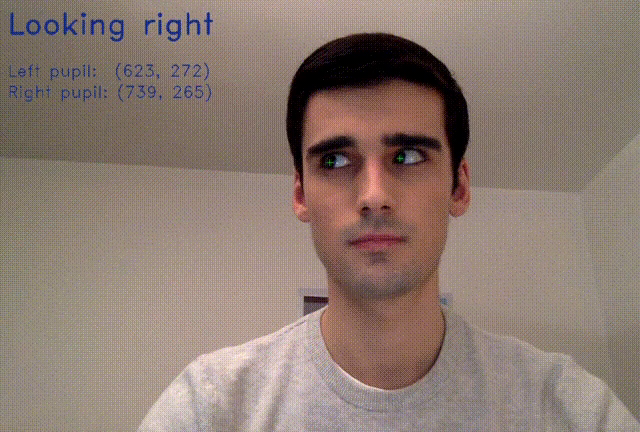 Looking right
Left pupil: (623, 272)
Right pupil: (739, 265)